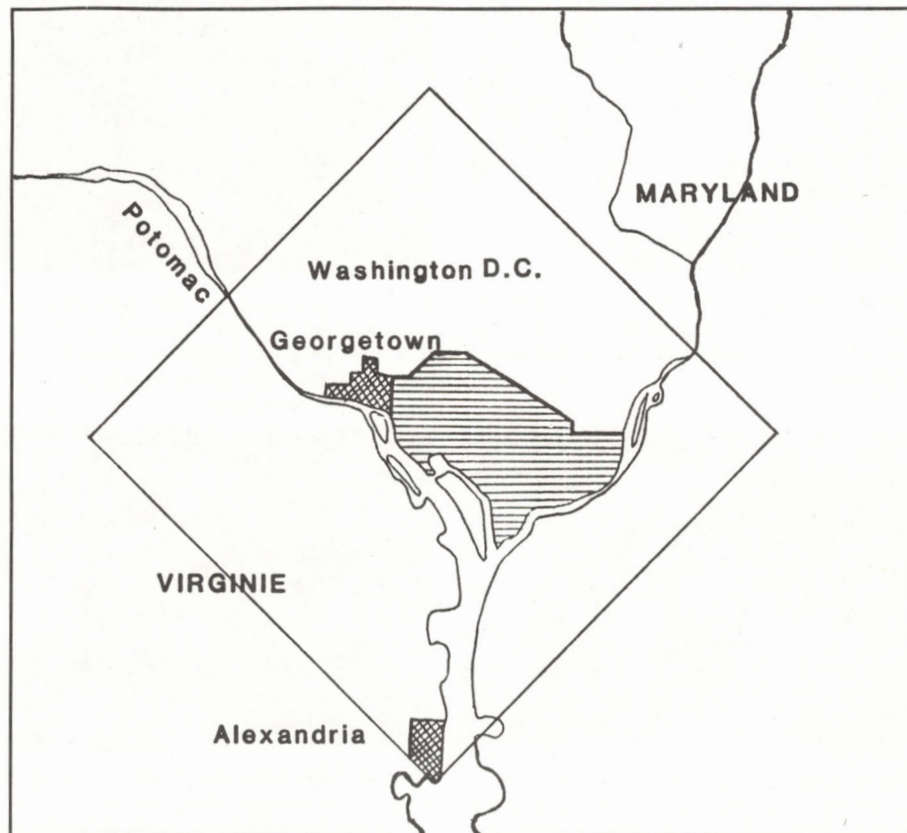 MARYLAND
Potomac
Washington D.C.
Georgetown
VIRGINIE
Alexandria